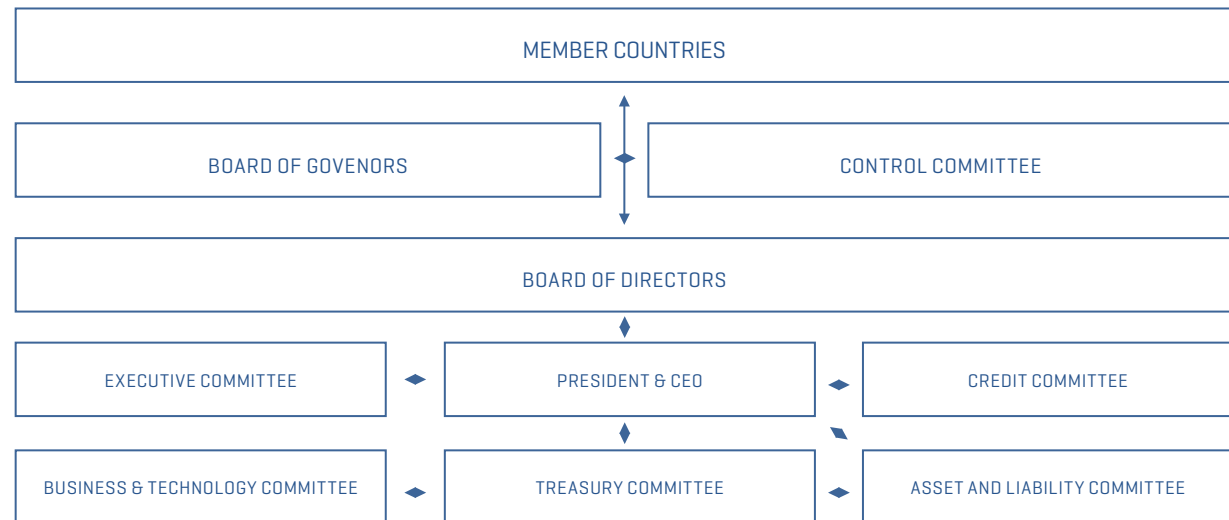 MEMBER COUNTRIES
BOARD OF GOVENORS
CONTROL COMMITTEE
BOARD OF DIRECTORS
EXECUTIVE COMMITTEE
PRESIDENT & CEO
CREDIT COMMITTEE
BUSINESS & TECHNOLOGY COMMITTEE
TREASURY COMMITTEE
ASSET AND LIABILITY COMMITTEE